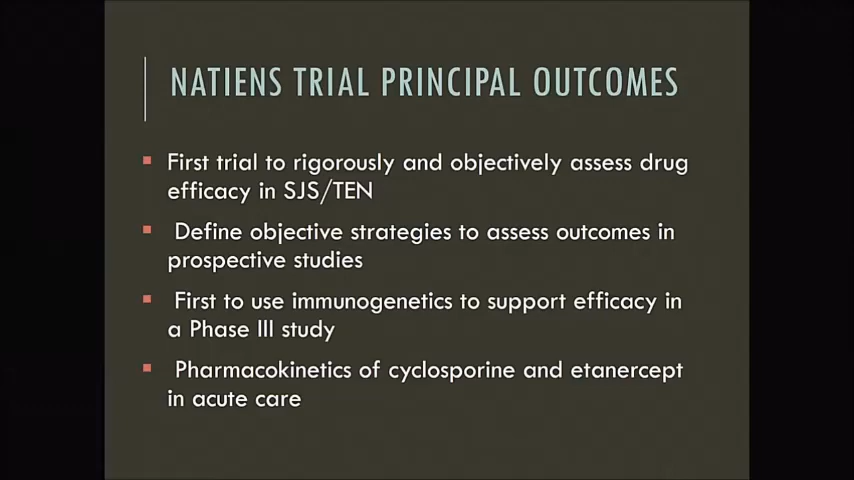 NATIENS TRIAL PRINCIPAL OUTCOMES
First trial to rigorously and objectively assess drug
efficacy in SJS/TEN
Define objective strategies to assess outcomes in
prospective studies
First to use immunogenetics to support efficacy in
a Phase III study
Pharmacokinetics of cyclosporine and etanercept
in acute care